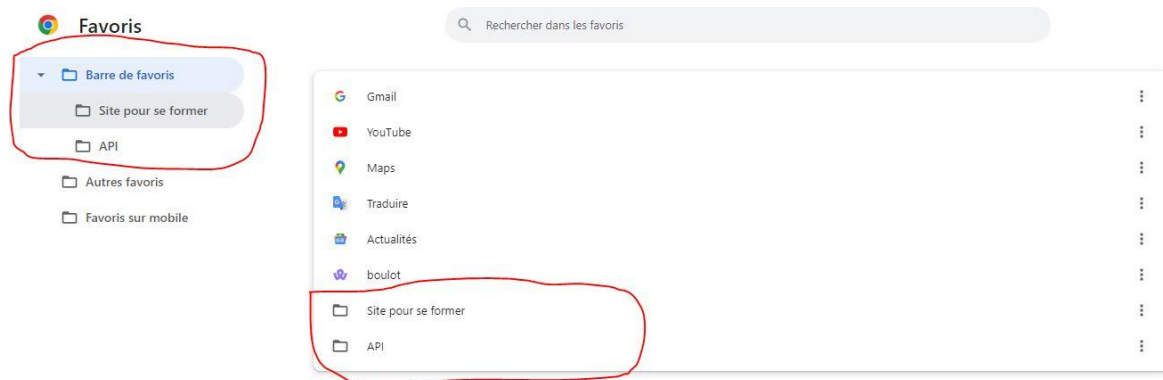 Favoris
Rechercher dans les favoris
Barre de favoris
Site pour se former
API
Autres favoris
Favoris sur mobile
Gmail
YouTube
Maps
Traduire
Actualités
boulot
Site pour se former
API